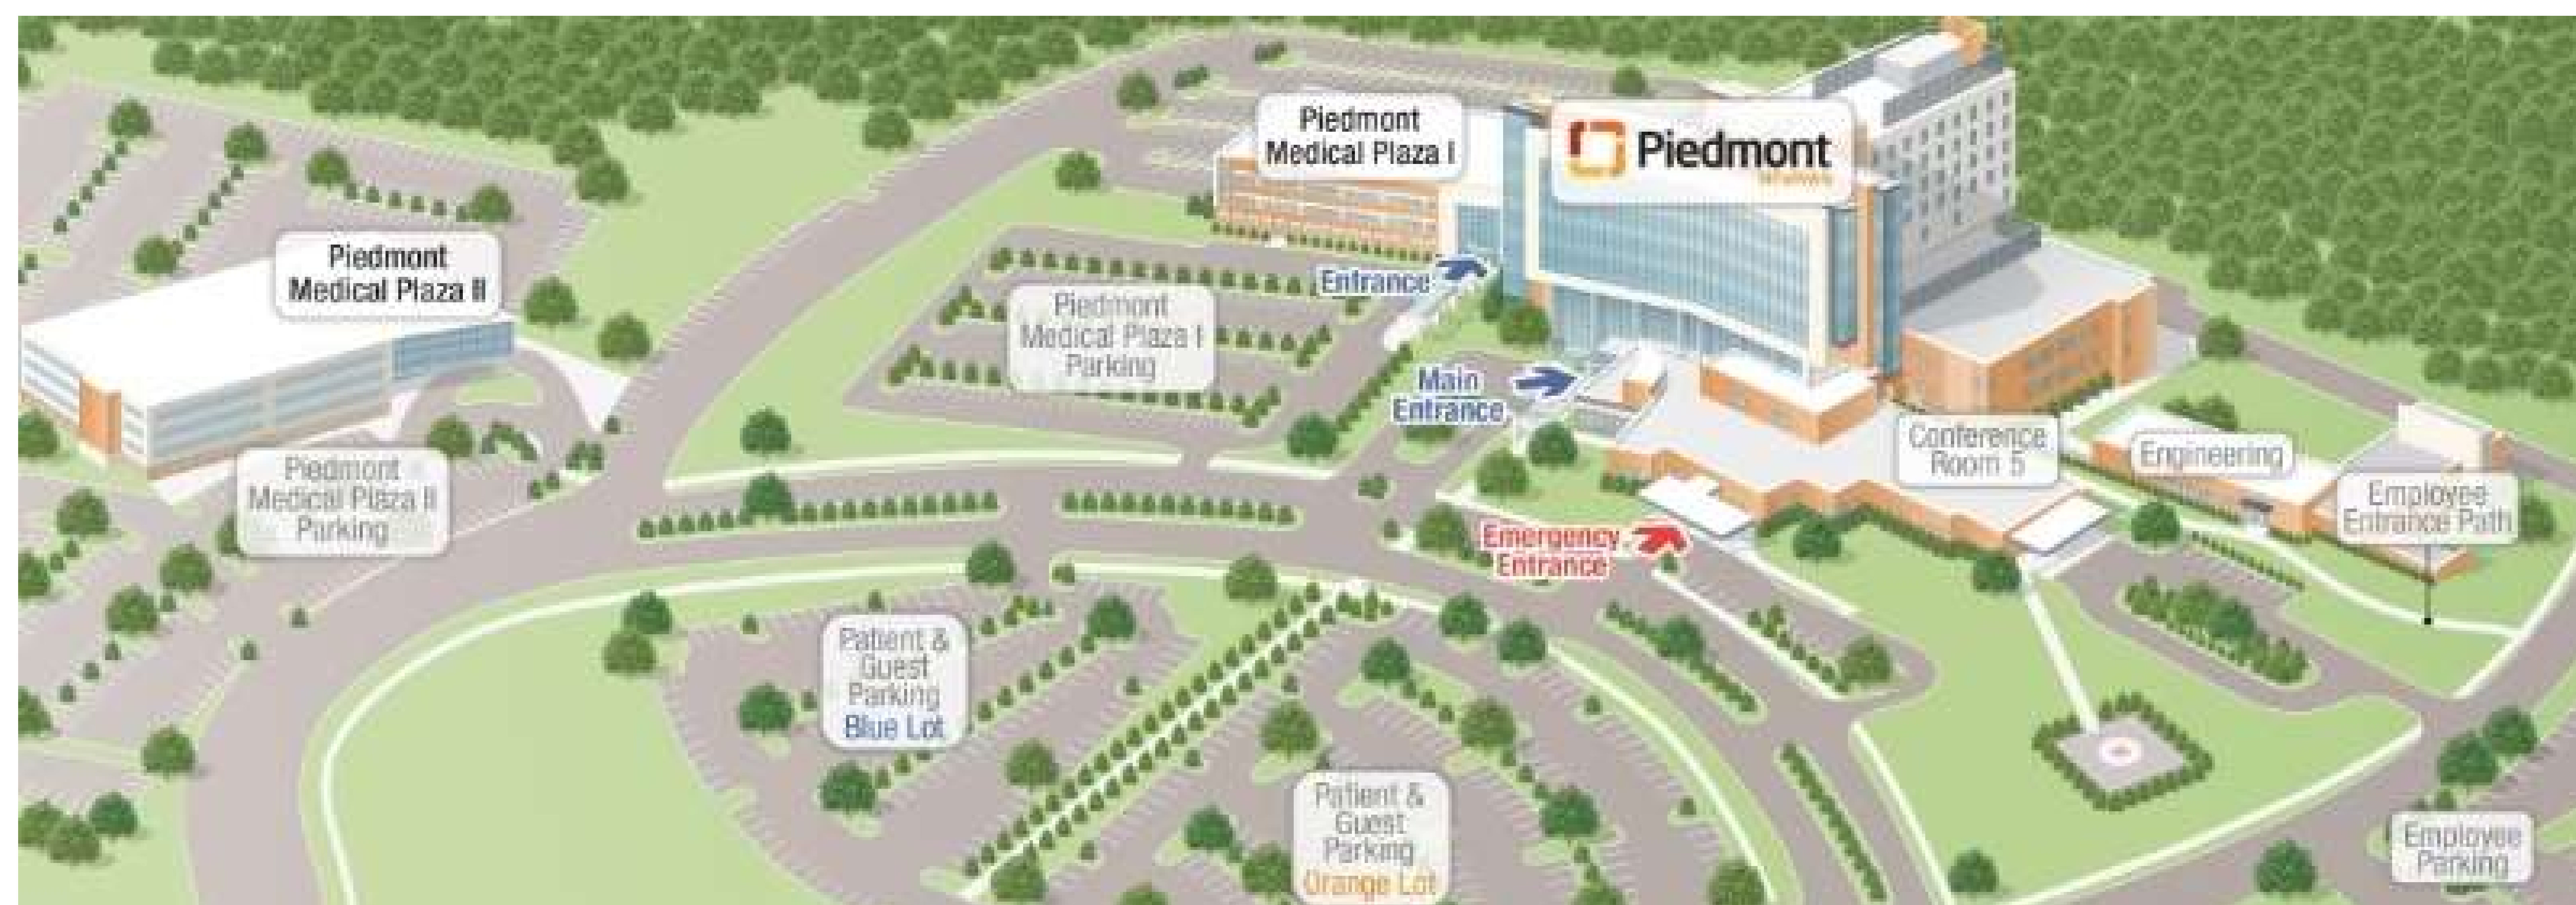 Piedmont
Medical Plaza I
Piedmont
Piedmont
Medical Plaza II
Entrance
Piedmont
Medical Plaza I
Parking
Main
Entrance
Conference
Room 5
Engineering
Piedmont
Medical Plaza II
Parking
Employee
Entrance Path
Emergency
Entrance
Patient &
Guest
Parking
Blue Lot
Patient &
Guest
Parking
Orange Lot
Employee
Parking